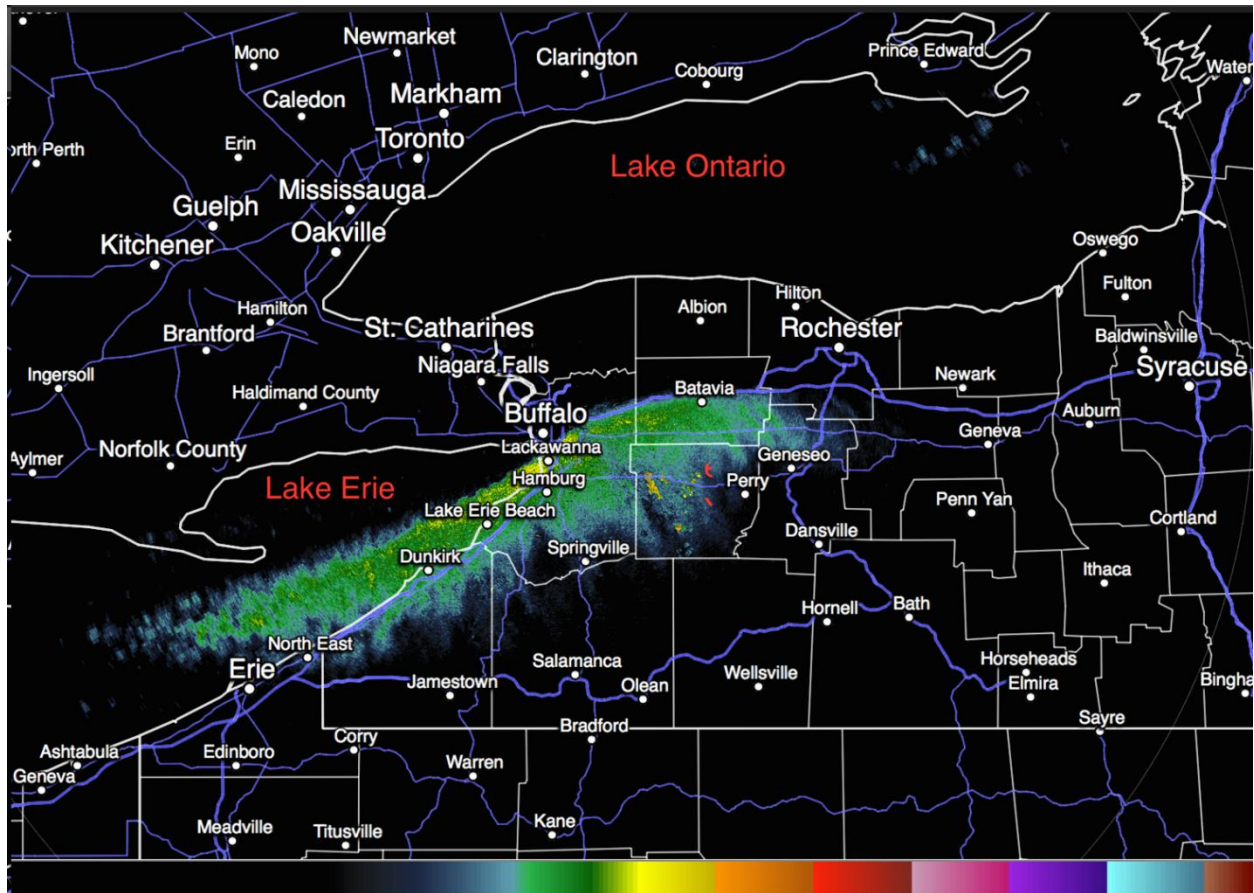 Newmarket
Mono
Clarington
Prince Edward
Cobourg
Water
Caledon
Markham
Toronto
Erin
orth Perth
Lake Ontario
Mississauga
Guelph
Oakville
Kitchener
Oswego
Fulton
Hamilton
Albion
Hilton
St. Catharines
Rochester
Brantford
Baldwinsville
Niagara Falls
Syracuse
Ingersoll
Newark
Haldimand County
Batavia
Auburn
Buffalo
Geneva
Norfolk County
Lackawanna
Aylmer
Geneseo
Lake Erie
Hamburg
Perry
Penn Yan
Lake Erie Beach
Cortland
Dansville
Springville
Dunkirk
Ithaca
Hornell
Bath
North East
Erie
Salamanca
Horseheads
Jamestown
Wellsville
Elmira
Olean
Bingha
Sayre
Bradford
Corry
Ashtabula
Edinboro
Warren
Geneva
Kane
Meadville
Titusville